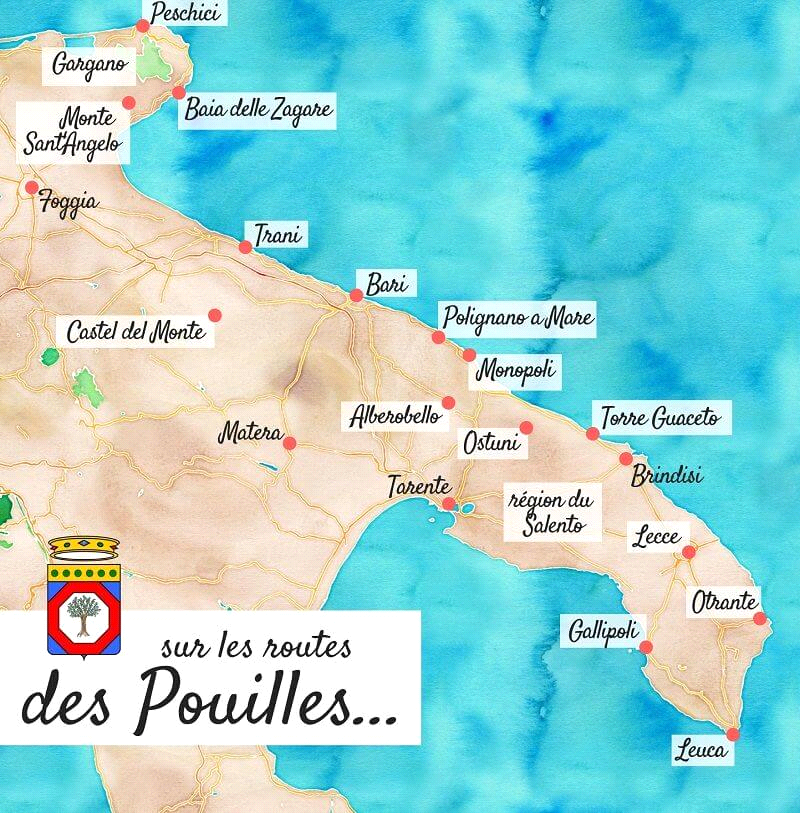 Peschici
Gargano
Baia delle Zagare
Monte
Sant'Angelo
Foggia
Trani
Bari
Castel del Monte
Polignano a Mare
Monopoli
Alberobello
Torre Guaceto
Matera
Ostuni
Brindisi
Tarente
région du
Salento
Lecce
Otrante
Gallipoli
sur les routes
des Pouilles...
Leuca